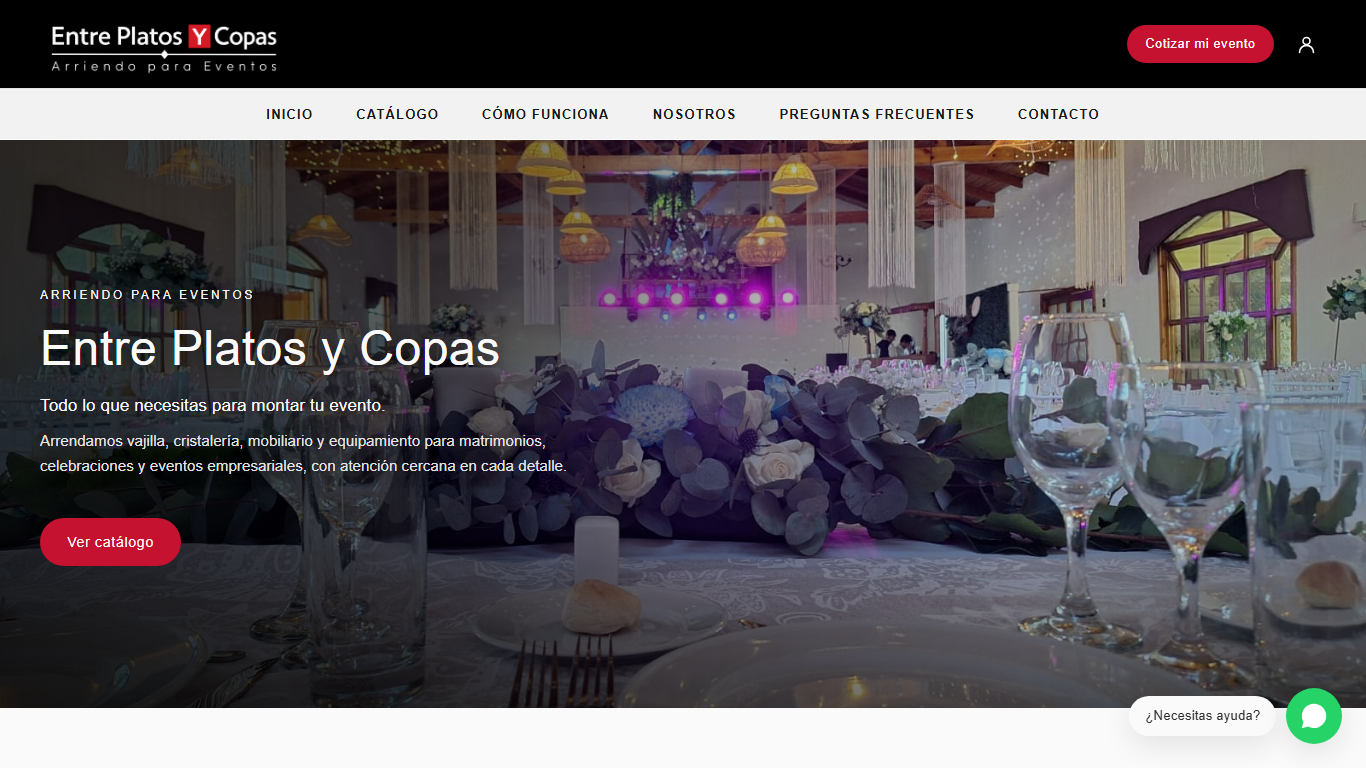 Entre Platos Y Copas
Arriendo para Eventos
Cotizar mi evento
INICIO
CATÁLOGO
CÓMO FUNCIONA
NOSOTROS
PREGUNTAS FRECUENTES
CONTACTO
ARRIENDO PARA EVENTOS
Entre Platos y Copas
Todo lo que necesitas para montar tu evento.
Arrendamos vajilla, cristalería, mobiliario y equipamiento para matrimonios,
celebraciones y eventos empresariales, con atención cercana en cada detalle.
Ver catálogo
¿Necesitas ayuda?